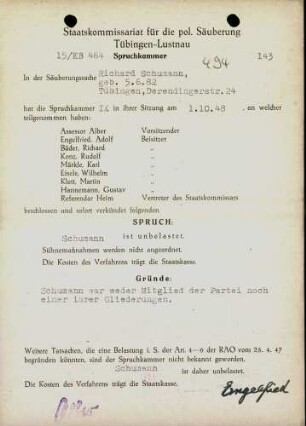 Staatskommissariat für die pol. Säuberung
Tübingen-Lustnau
15/KB 464 Spruchkammer 494 143
In der Säuberungssache Richard Schumann,
geb. 5.6.82
Tübingen, Derendingerstr.24
hat die Spruchkammer IX in ihrer Sitzung am 1.10.48 , an welcher
teilgenommen haben:
Assessor Alber Vorsitzender
Engelfried, Adolf Beisitzer
Bäder, Richard „
Kenz, Rudolf „
Märkle, Karl „
Eisele, Wilhelm „
Klett, Martin „
Hannemann, Gustav „
Referendar Heim Vertreter des Staatskommissars
beschlossen und sofort verkündet folgenden
SPRUCH:
Schumann ist unbelastet.
Sühnemaßnahmen werden nicht angeordnet.
Die Kosten des Verfahrens trägt die Staatskasse.
Gründe:
Schumann war weder Mitglied der Partei noch
einer ihrer Gliederungen.
Weitere Tatsachen, die eine Belastung i. S. der Art. 4—6 der RAO vom 25. 4. 47
begründen könnten, sind der Spruchkammer nicht bekannt geworden.
Schumann ist daher unbelastet.
Die Kosten des Verfahrens trägt die Staatskasse.
Engelfried